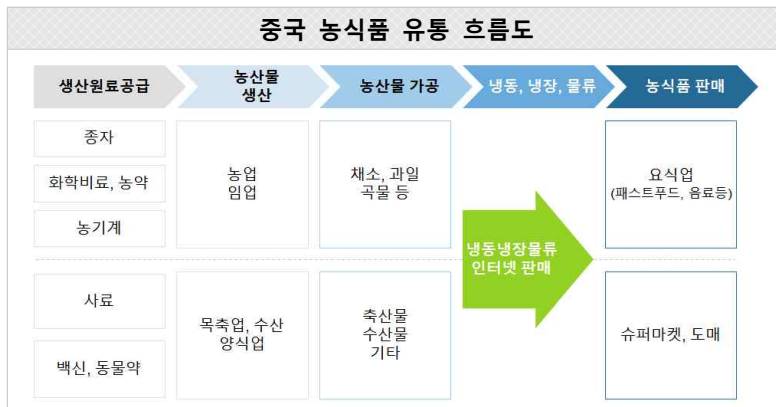 중국 농식품 유통 흐름도
생산원료공급
농산물
생산
농산물 가공
냉동, 냉장, 물류
농식품 판매
종자
화학비료, 농약
농기계
농업
임업
채소, 과일
곡물 등
요식업
(패스트푸드, 음료등)
냉동냉장물류
인터넷 판매
사료
백신, 동물약
목축업, 수산
양식업
축산물
수산물
기타
슈퍼마켓, 도매